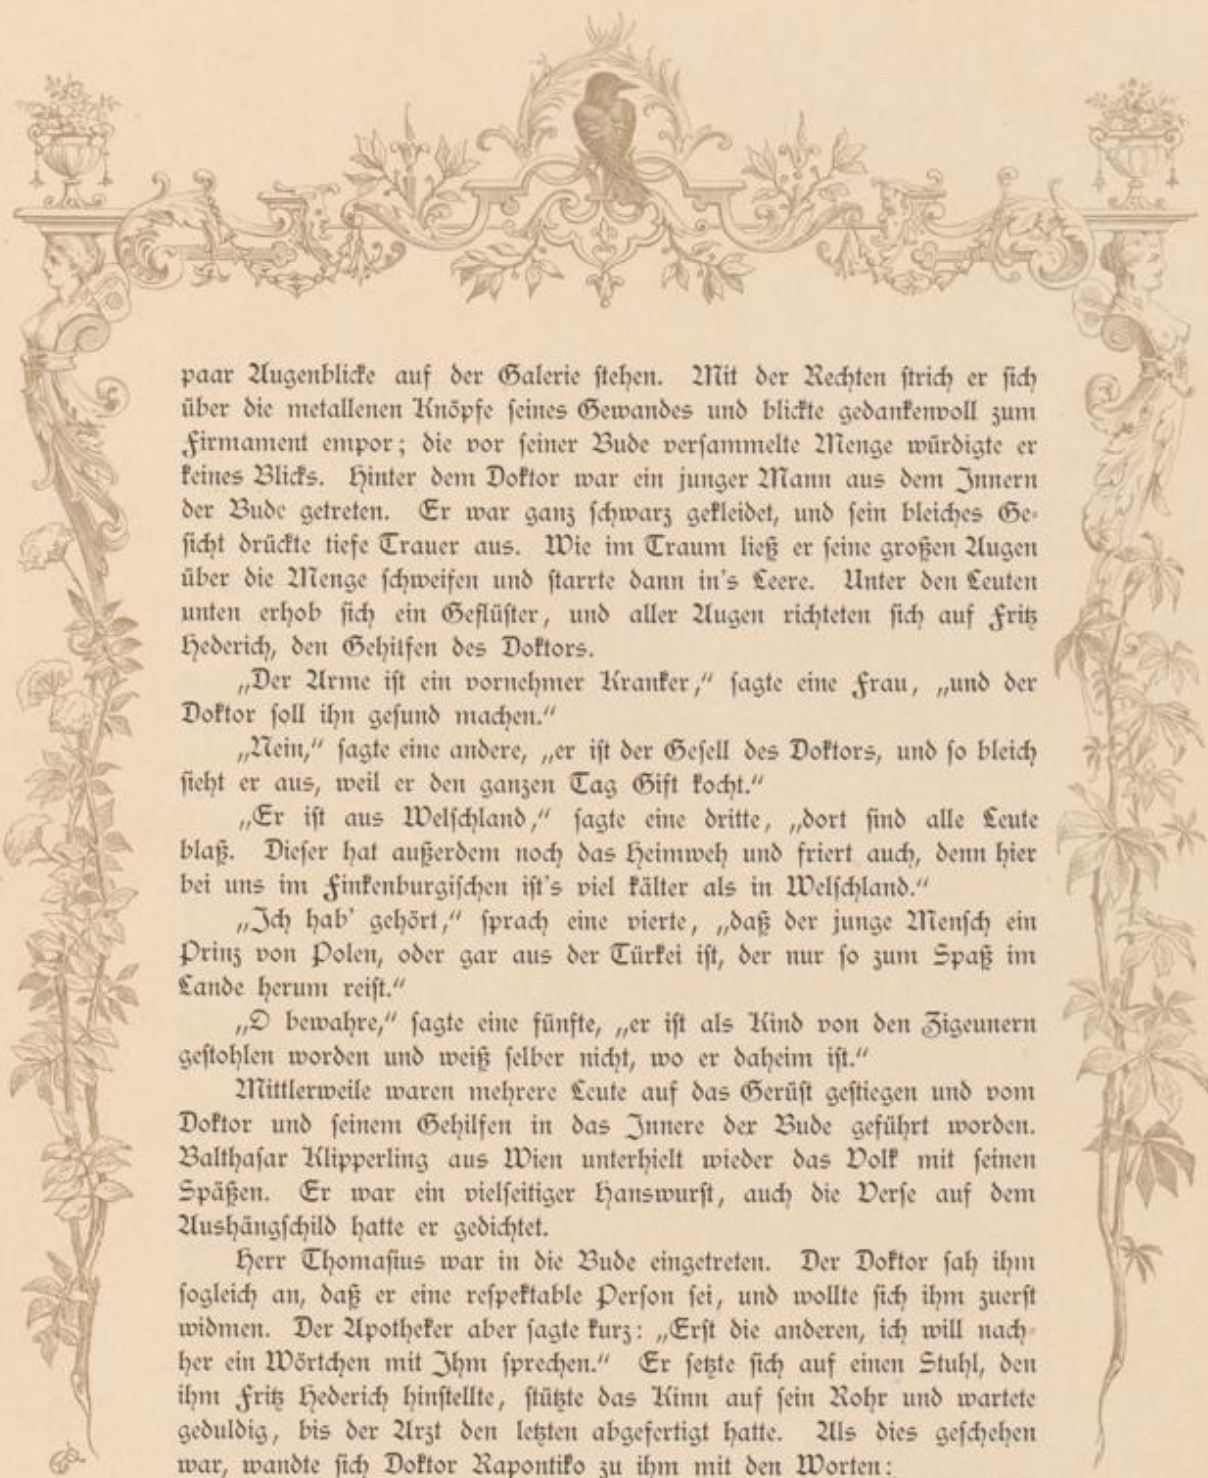 paar Augenblicke auf der Galerie stehen. Mit der Rechten strich er sich
über die metallenen Knöpfe seines Gewandes und blickte gedankenvoll zum
Firmament empor; die vor seiner Bude versammelte Menge würdigte er
keines Blicks. Hinter dem Doktor war ein junger Mann aus dem Innern
der Bude getreten. Er war ganz schwarz gekleidet, und sein bleiches Ge-
sicht drückte tiefe Trauer aus. Wie im Traum ließ er seine großen Augen
über die Menge schweifen und starrte dann in's Leere. Unter den Leuten
unten erhob sich ein Geflüster, und aller Augen richteten sich auf Fritz
Hederich, den Gehilfen des Doktors.
„Der Arme ist ein vornehmer Kranker,“ sagte eine Frau, „und der
Doktor soll ihn gesund machen.“
„Nein,“ sagte eine andere, „er ist der Gesell des Doktors, und so bleich
sieht er aus, weil er den ganzen Tag Gift kocht.“
„Er ist aus Welschland,“ sagte eine dritte, „dort sind alle Leute
blaß. Dieser hat außerdem noch das Heimweh und friert auch, denn hier
bei uns im Finkenburgischen ist's viel kälter als in Welschland.“
„Ich hab' gehört,“ sprach eine vierte, „daß der junge Mensch ein
Prinz von Polen, oder gar aus der Türkei ist, der nur so zum Spaß im
Lande herum reist.“
„O bewahre,“ sagte eine fünfte, „er ist als Kind von den Zigeunern
gestohlen worden und weiß selber nicht, wo er daheim ist.“
Mittlerweile waren mehrere Leute auf das Gerüst gestiegen und vom
Doktor und seinem Gehilfen in das Innere der Bude geführt worden.
Balthasar Klipperling aus Wien unterhielt wieder das Volk mit seinen
Späßen. Er war ein vielseitiger Hanswurst, auch die Verse auf dem
Aushängschild hatte er gedichtet.
Herr Thomasius war in die Bude eingetreten. Der Doktor sah ihm
sogleich an, daß er eine respektable Person sei, und wollte sich ihm zuerst
widmen. Der Apotheker aber sagte kurz: „Erst die anderen, ich will nach-
her ein Wörtchen mit Ihm sprechen.“ Er setzte sich auf einen Stuhl, den
ihm Fritz Hederich hinstellte, stützte das Kinn auf sein Rohr und wartete
geduldig, bis der Arzt den letzten abgefertigt hatte. Als dies geschehen
war, wandte sich Doktor Rapontiko zu ihm mit den Worten: